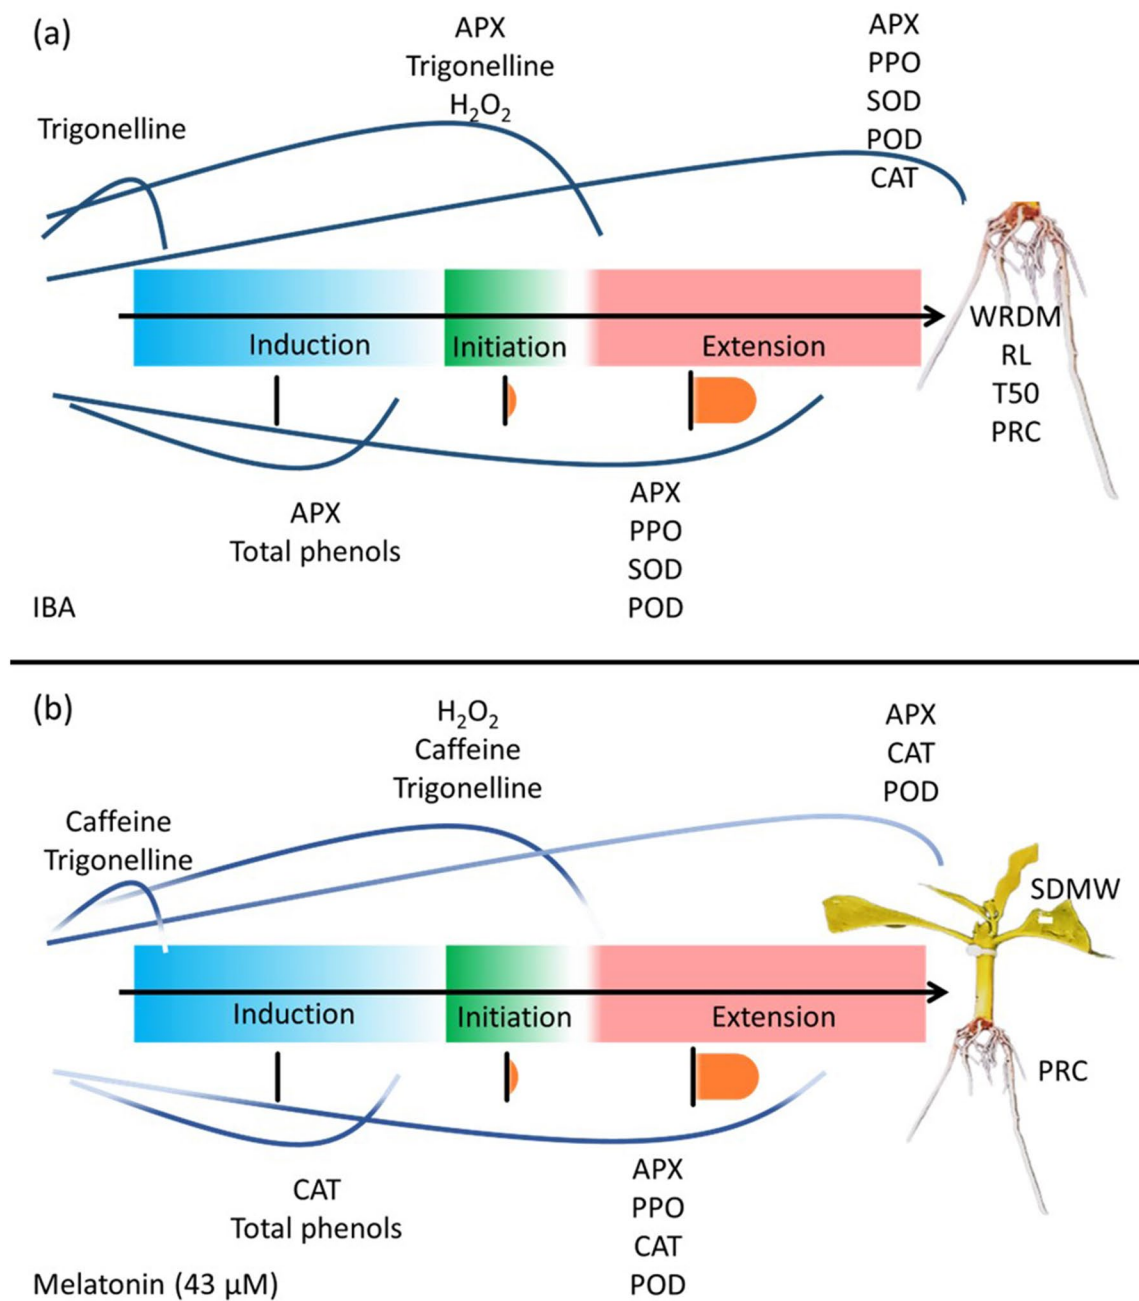 (a)
APX
Trigonelline
H₂O₂
APX
PPO
SOD
POD
CAT
Trigonelline
Induction
Initiation
Extension
WRDM
RL
T50
PRC
APX
Total phenols
APX
PPO
SOD
POD
IBA
(b)
H₂O₂
Caffeine
Trigonelline
APX
CAT
POD
Caffeine
Trigonelline
SDMW
Induction
Initiation
Extension
PRC
CAT
Total phenols
APX
PPO
CAT
POD
Melatonin (43 µM)